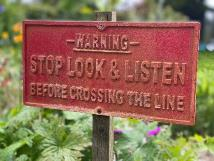 WARNING
STOP LOOK & LISTEN
BEFORE CROSSING THE LINE